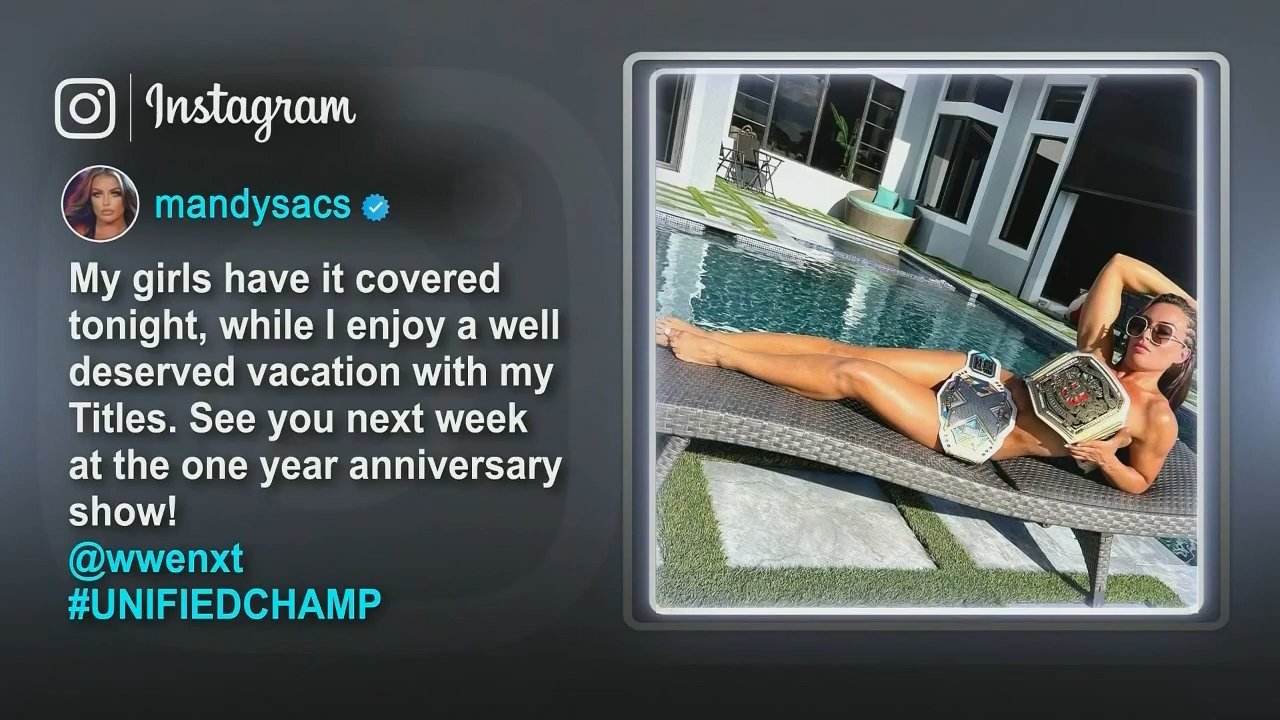 Instagram
mandysacs
My girls have it covered
tonight, while I enjoy a well
deserved vacation with my
Titles. See you next week
at the one year anniversary
show!
@wwenxt
#UNIFIEDCHAMP